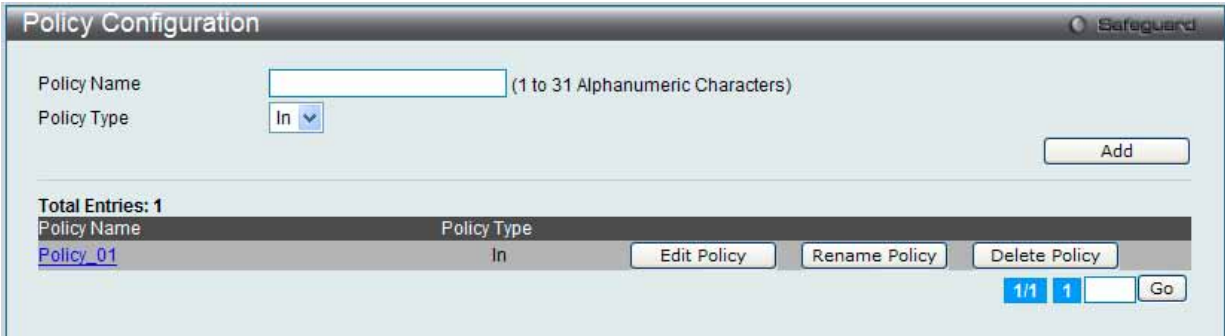 Policy Configuration
Safeguard
Policy Name (1 to 31 Alphanumeric Characters)
Policy Type In
Add
Total Entries: 1
Policy Name Policy Type
Policy_01 In Edit Policy Rename Policy Delete Policy
1/1 1 Go